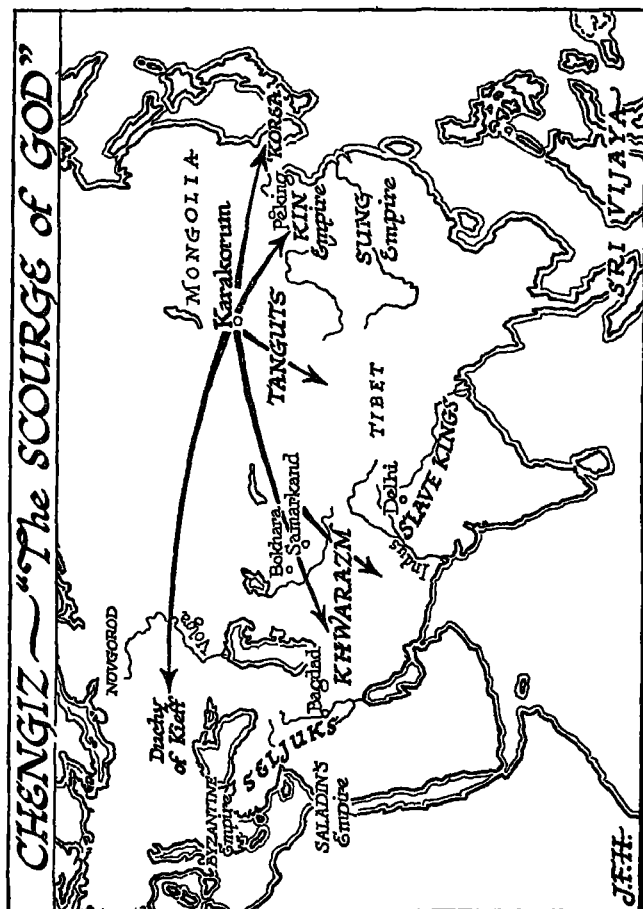 CHENGIZ — "The SCOURGE of GOD"
NOVGOROD
Volga
Duchy
of Kieff
MONGOLIA
Karakorum
KOREA
Peking
KIN
Empire
TANGUTS
SUNG
Empire
Bokhara
Samarkand
TIBET
BYZANTINE
Empire
SELJUKS
Bagdad
KHWARAZM
Delhi
Indus
SLAVE KINGS
SALADIN'S
Empire
SRI VIJAYA
J.F.H.